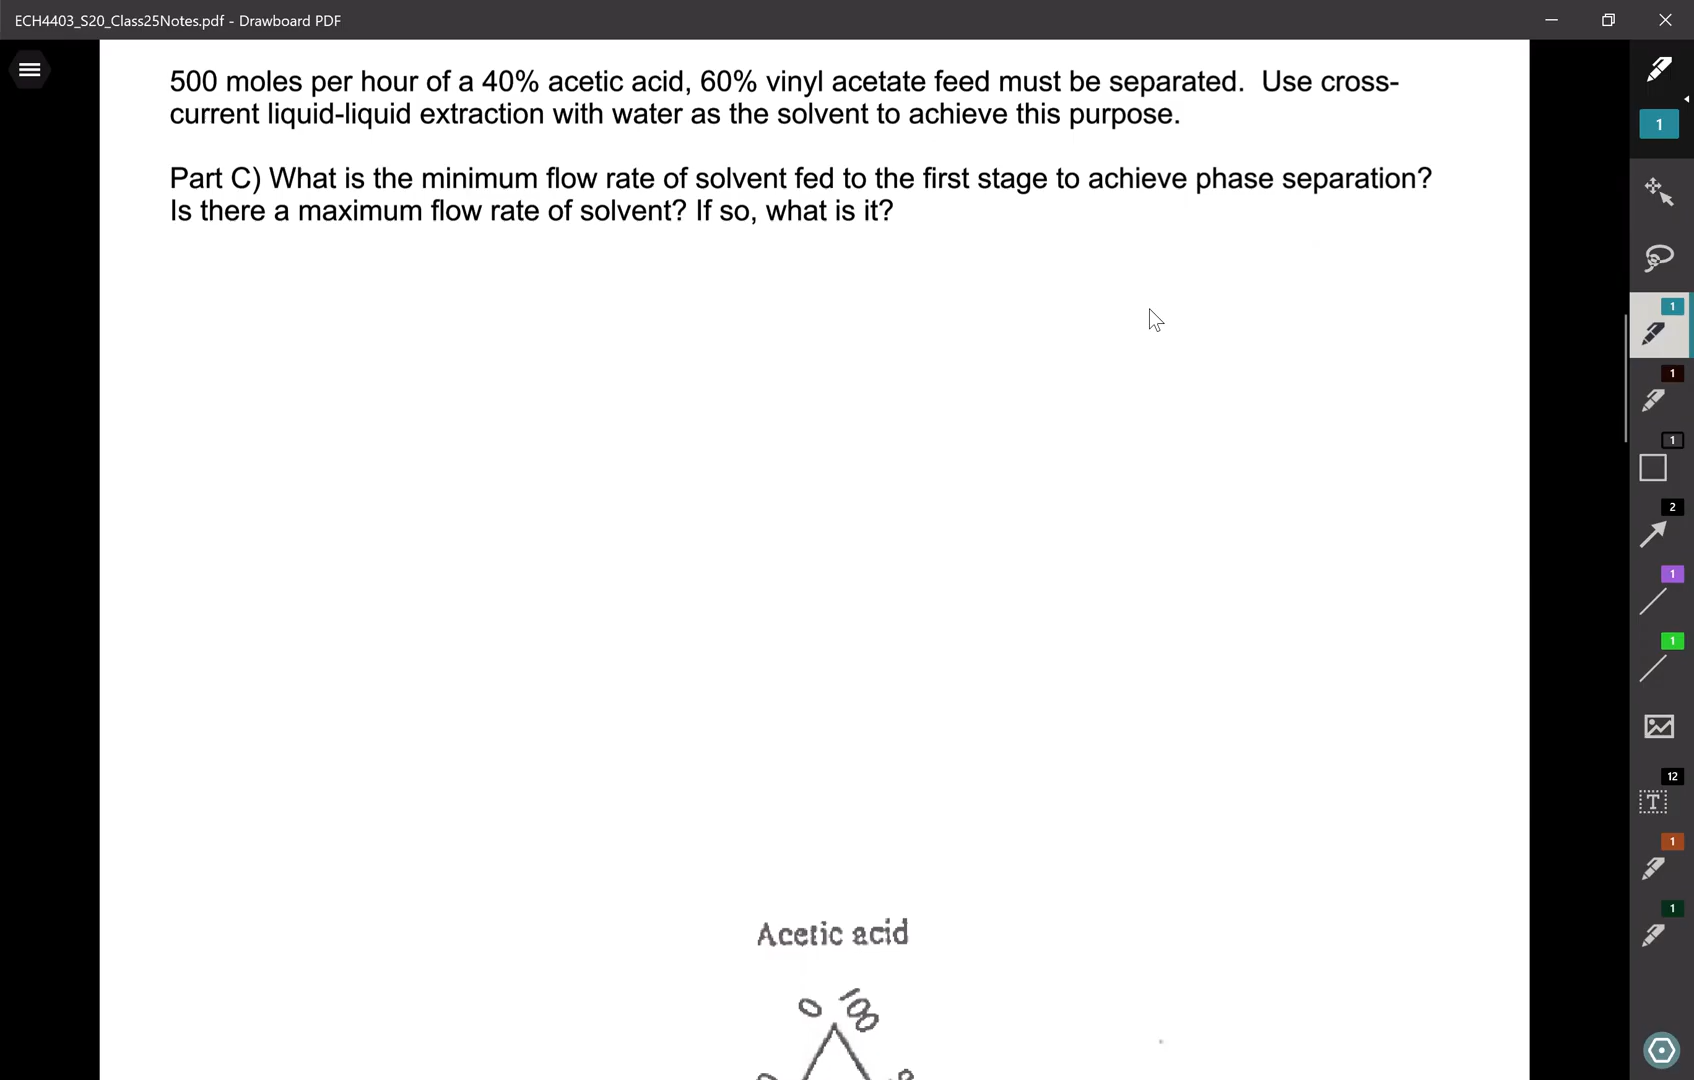 ECH4403_S20_Class25Notes.pdf - Drawboard PDF
500 moles per hour of a 40% acetic acid, 60% vinyl acetate feed must be separated.  Use cross-
current liquid-liquid extraction with water as the solvent to achieve this purpose.
Part C) What is the minimum flow rate of solvent fed to the first stage to achieve phase separation?
Is there a maximum flow rate of solvent? If so, what is it?
Acetic acid
0 100
1
1
1
1
2
1
1
12
T
1
1